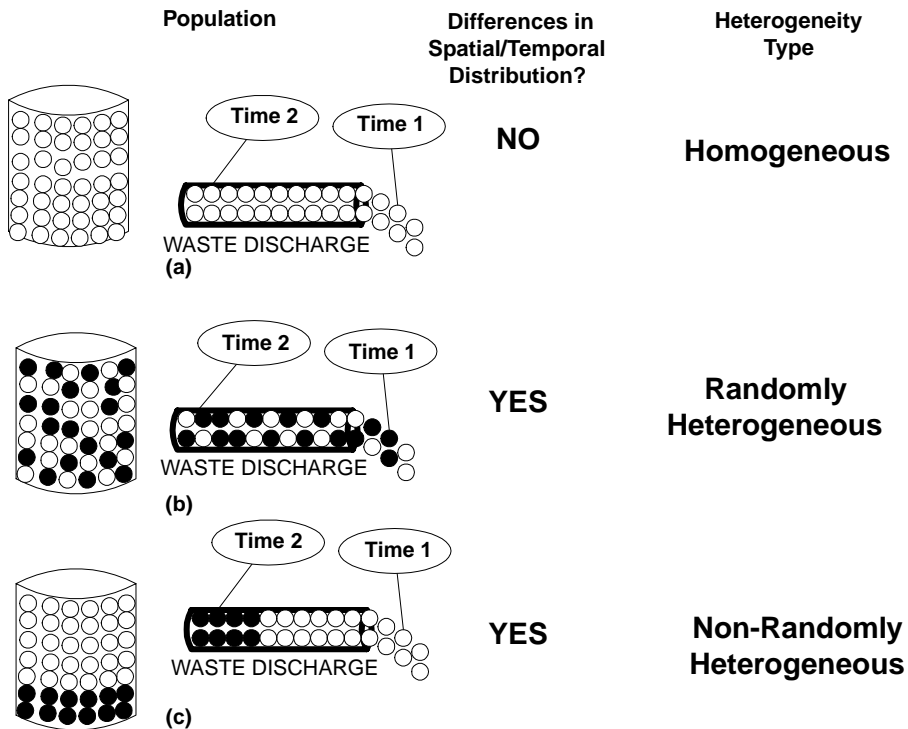 Population
Differences in
Spatial/Temporal
Distribution?
Heterogeneity
Type
Time 2
Time 1
NO
Homogeneous
WASTE DISCHARGE
(a)
Time 2
Time 1
YES
Randomly
Heterogeneous
WASTE DISCHARGE
(b)
Time 2
Time 1
YES
Non-Randomly
Heterogeneous
WASTE DISCHARGE
(c)